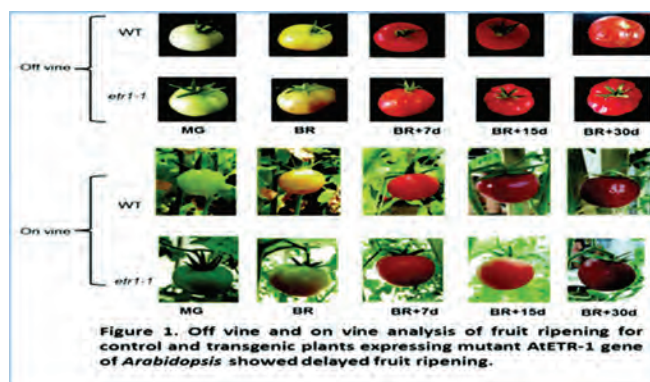 Off vine
WT
etr1-1
MG BR BR+7d BR+15d BR+30d
On vine
WT
etr1-1
MG BR BR+7d BR+15d BR+30d
Figure 1. Off vine and on vine analysis of fruit ripening for
control and transgenic plants expressing mutant AtETR-1 gene
of Arabidopsis showed delayed fruit ripening.